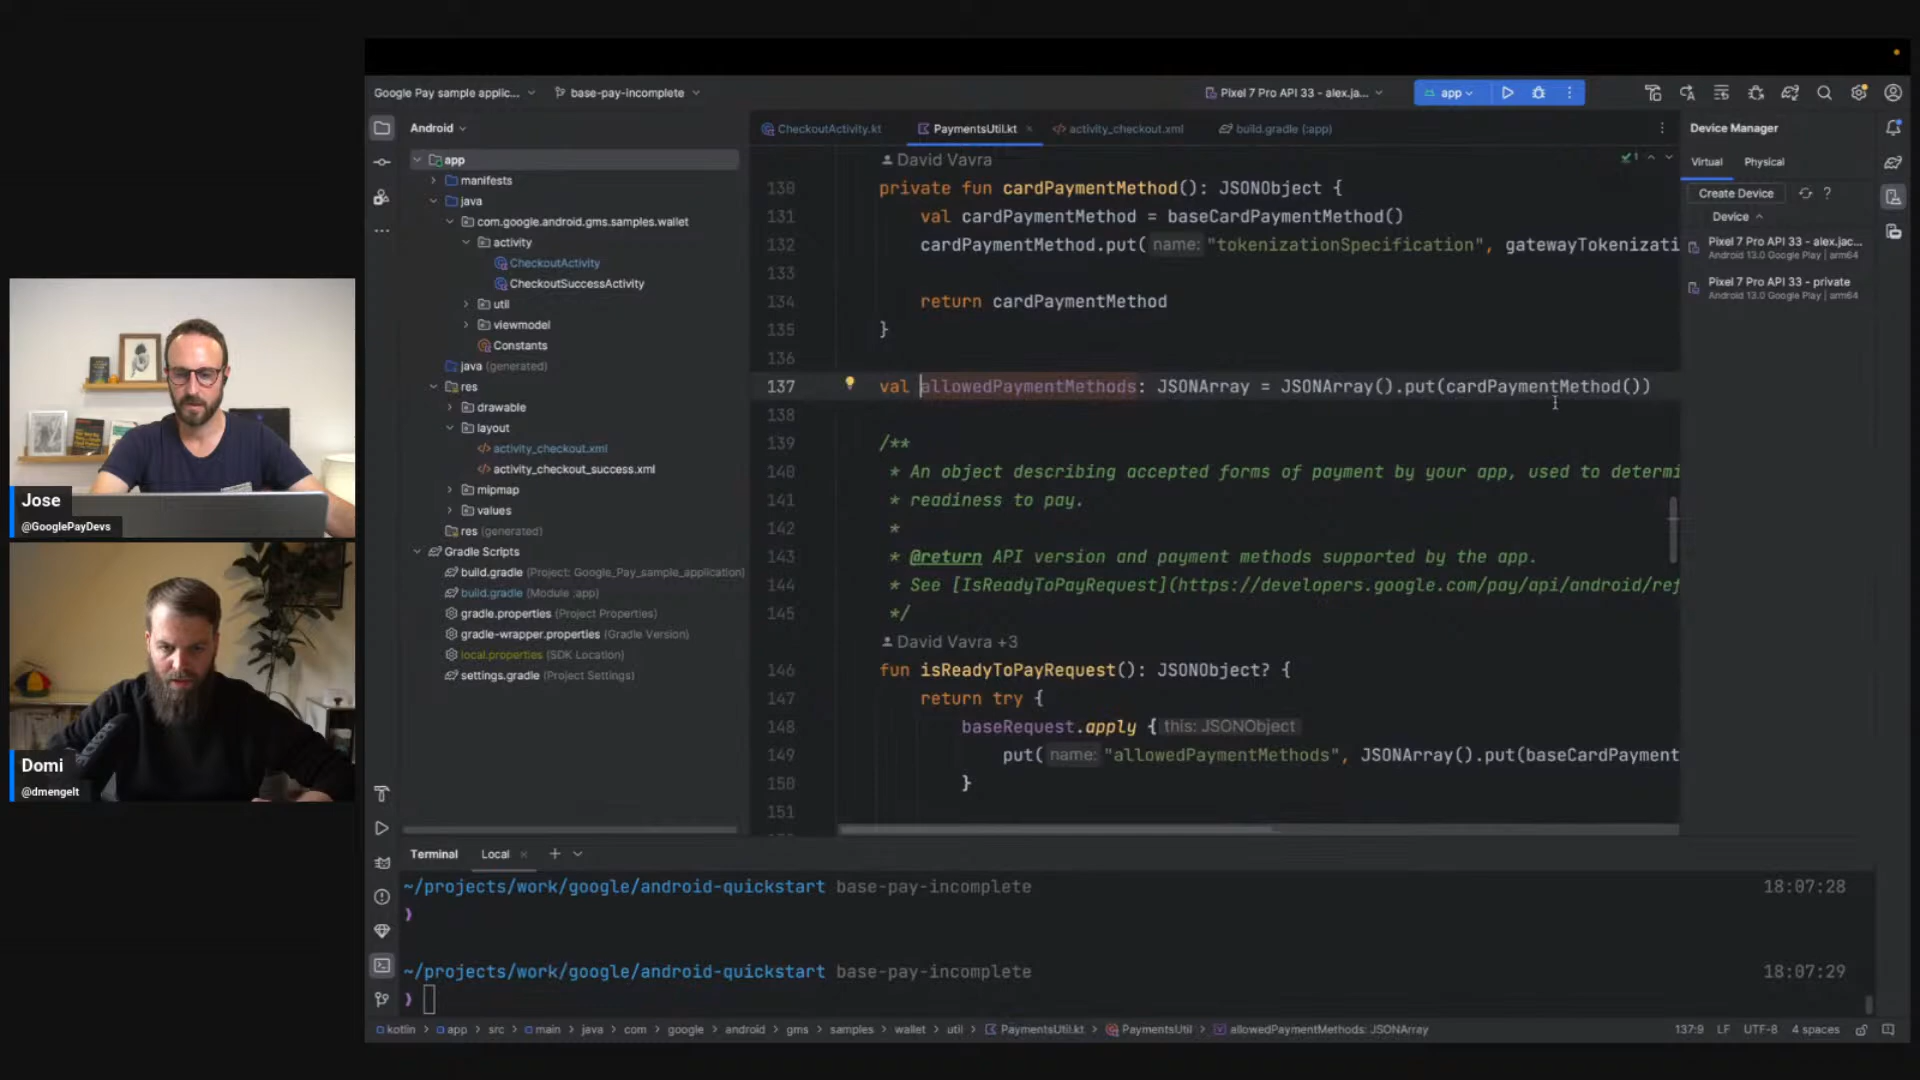 Google Pay sample applic...
base-pay-incomplete
Pixel 7 Pro API 33 - alex.ja...
app
Android
app
manifests
java
com.google.android.gms.samples.wallet
activity
CheckoutActivity
CheckoutSuccessActivity
util
viewmodel
Constants
java (generated)
res
drawable
layout
</> activity_checkout.xml
</> activity_checkout_success.xml
mipmap
values
res (generated)
Gradle Scripts
build.gradle (Project: Google_Pay_sample_application)
build.gradle (Module :app)
gradle.properties (Project Properties)
gradle-wrapper.properties (Gradle Version)
local.properties (SDK Location)
settings.gradle (Project Settings)
CheckoutActivity.kt
PaymentsUtil.kt
</> activity_checkout.xml
build.gradle (:app)
David Vavra
1
130 private fun cardPaymentMethod(): JSONObject {
131 val cardPaymentMethod = baseCardPaymentMethod()
132 cardPaymentMethod.put( name: "tokenizationSpecification", gatewayTokenizati
133
134 return cardPaymentMethod
135 }
136
137 val allowedPaymentMethods: JSONArray = JSONArray().put(cardPaymentMethod())
138
139 /**
140 * An object describing accepted forms of payment by your app, used to determi
141 * readiness to pay.
142 *
143 * @return API version and payment methods supported by the app.
144 * See [IsReadyToPayRequest](https://developers.google.com/pay/api/android/ref
145 */
David Vavra +3
146 fun isReadyToPayRequest(): JSONObject? {
147 return try {
148 baseRequest.apply { this: JSONObject
149 put( name: "allowedPaymentMethods", JSONArray().put(baseCardPayment
150 }
151
Device Manager
Virtual
Physical
Create Device
?
Device
Pixel 7 Pro API 33 - alex.jac...
Android 13.0 Google Play | arm64
Pixel 7 Pro API 33 - private
Android 13.0 Google Play | arm64
Jose
@GooglePayDevs
Domi
@dmengelt
Terminal
Local
~/projects/work/google/android-quickstart base-pay-incomplete
18:07:28
~/projects/work/google/android-quickstart base-pay-incomplete
18:07:29
kotlin > app > src > main > java > com > google > android > gms > samples > wallet > util > PaymentsUtil.kt > PaymentsUtil > allowedPaymentMethods: JSONArray
137:9 LF UTF-8 4 spaces